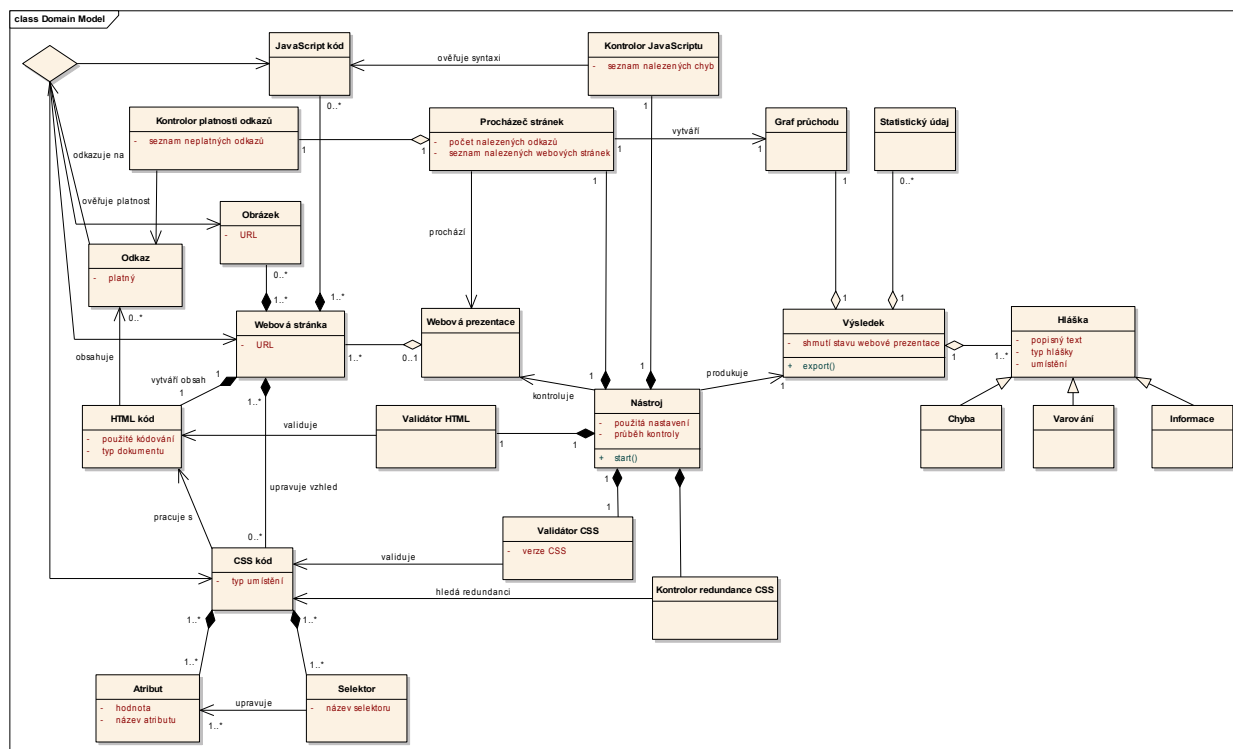 class Domain Model
JavaScript kód
Kontrolor JavaScriptu
- seznam nalezených chyb
ověřuje syntaxi
0..*
1
Kontrolor platnosti odkazů
- seznam neplatných odkazů
Procházeč stránek
- počet nalezených odkazů
- seznam nalezených webových stránek
Graf průchodu
Statistický údaj
vytváří
1
1
1
1
1
1
0..*
odkazuje na
ověřuje platnost
prochází
Obrázek
- URL
0..*
Odkaz
- platný
0..*
obsahuje
1..*
1..*
Webová stránka
- URL
1..*
0..1
Webová prezentace
1
1
1
1
Výsledek
- shrnutí stavu webové prezentace
+ export()
1
1..*
Hláška
- popisný text
- typ hlášky
- umístění
vytváří obsah
1
1
1..*
kontroluje
produkuje
1
HTML kód
- použité kódování
- typ dokumentu
validuje
Validátor HTML
1
1
Nástroj
- použitá nastavení
- průběh kontroly
+ start()
Chyba
Varování
Informace
upravuje vzhled
1
1
pracuje s
0..*
CSS kód
- typ umístění
validuje
Validátor CSS
- verze CSS
hledá redundanci
Kontrolor redundance CSS
1..*
1..*
1..*
1..*
Atribut
- hodnota
- název atributu
upravuje
1..*
Selektor
- název selektoru